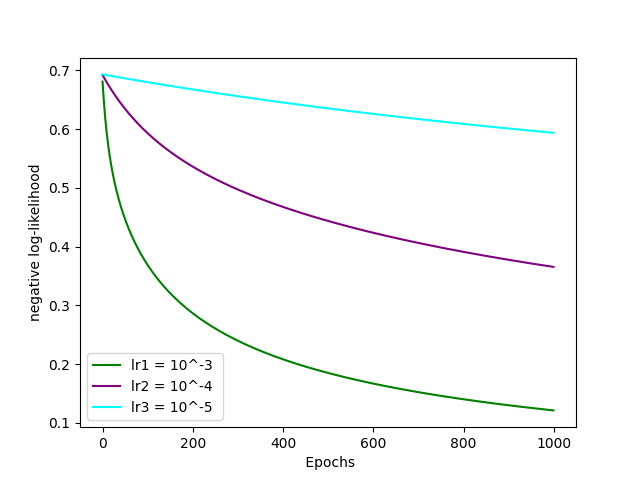 0.7
0.6
0.5
0.4
0.3
0.2
0.1
negative log-likelihood
lr1 = 10^-3
lr2 = 10^-4
lr3 = 10^-5
0 200 400 600 800 1000
Epochs